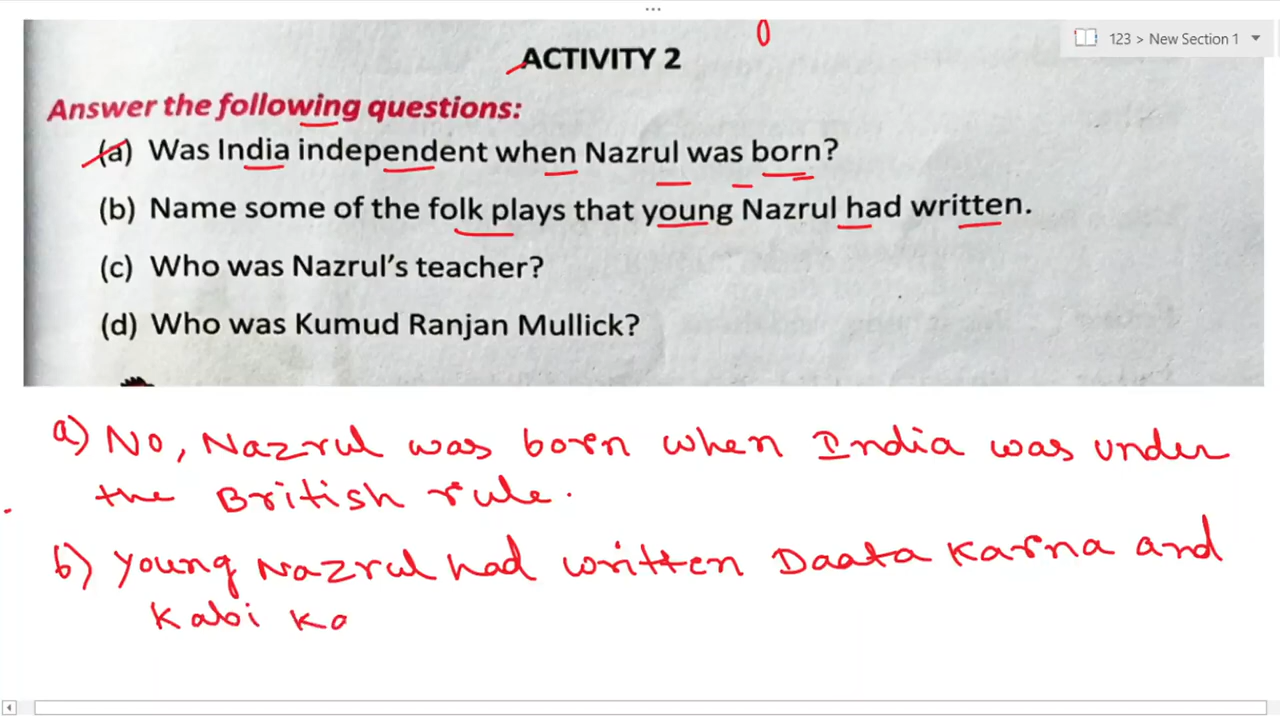 123 > New Section 1
0
ACTIVITY 2
Answer the following questions:
(a) Was India independent when Nazrul was born?
(b) Name some of the folk plays that young Nazrul had written.
(c) Who was Nazrul's teacher?
(d) Who was Kumud Ranjan Mullick?
a) No, Nazrul was born when India was under
the British rule.
b) Young Nazrul had written Daata Karna and
Kabi Ka